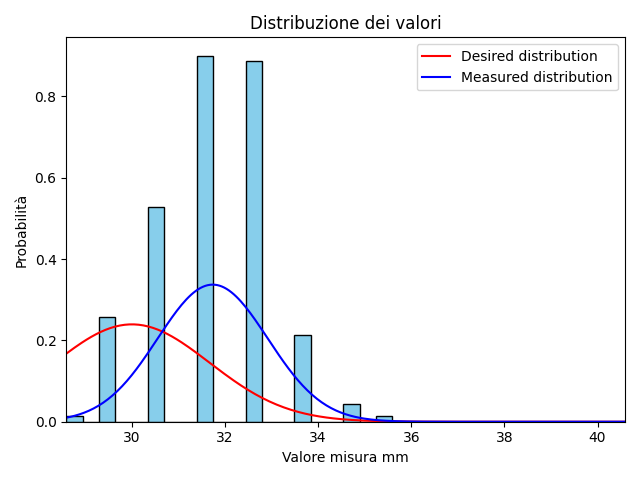 Distribuzione dei valori
Desired distribution
Measured distribution
Probabilità
0.8
0.6
0.4
0.2
0.0
30 32 34 36 38 40
Valore misura mm